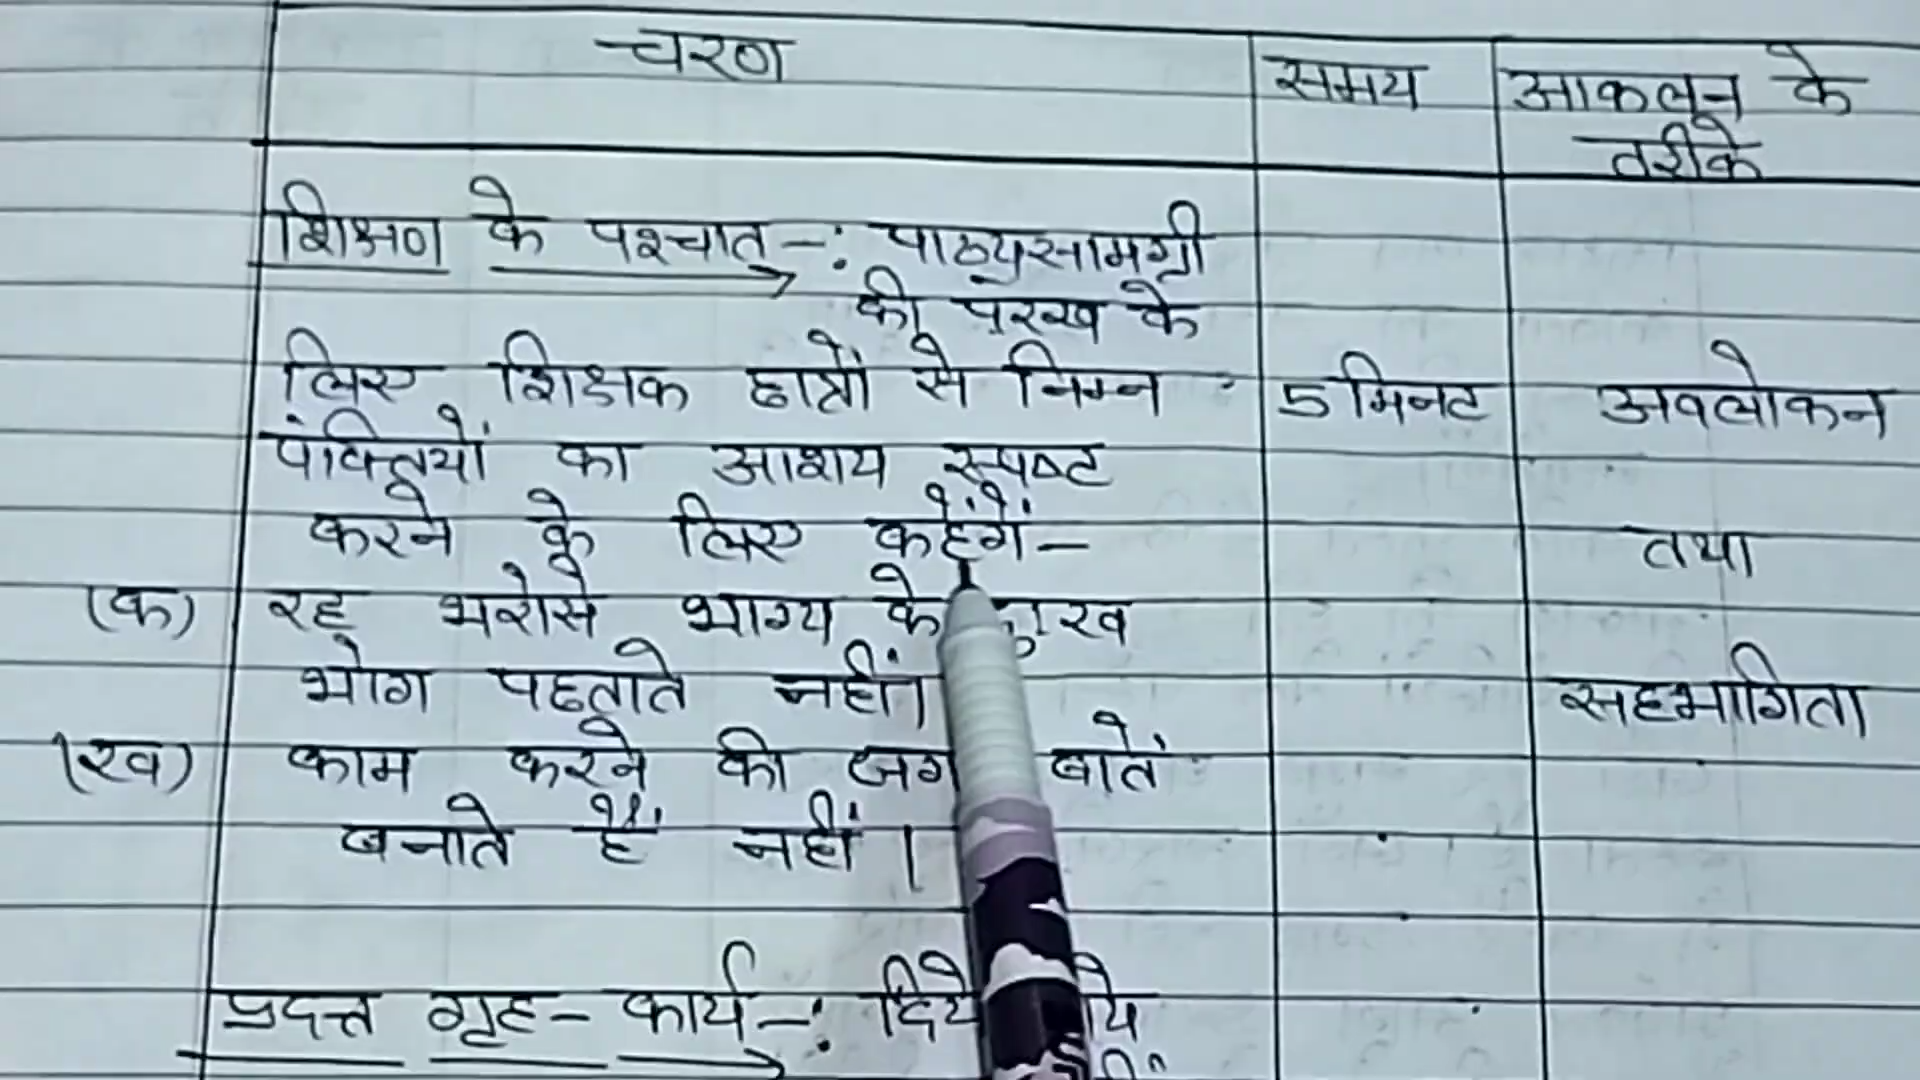 चरण समय आकलन के
तरीके
शिक्षण के पश्चात -: पाठ्यसामग्री
की परख के
लिए शिक्षक छात्रों से निम्न 5 मिनट अवलोकन
पंक्तियों का आशय स्पष्ट
करने के लिए कहेंगें - तथा
(क) रह भरोसे भाग्य के दुख
भोग पछताते नहीं। सहभागिता
(ख) काम करने की जग बातें
बनाते हैं नहीं ।
प्रदत्त गृह - कार्य -: दिये